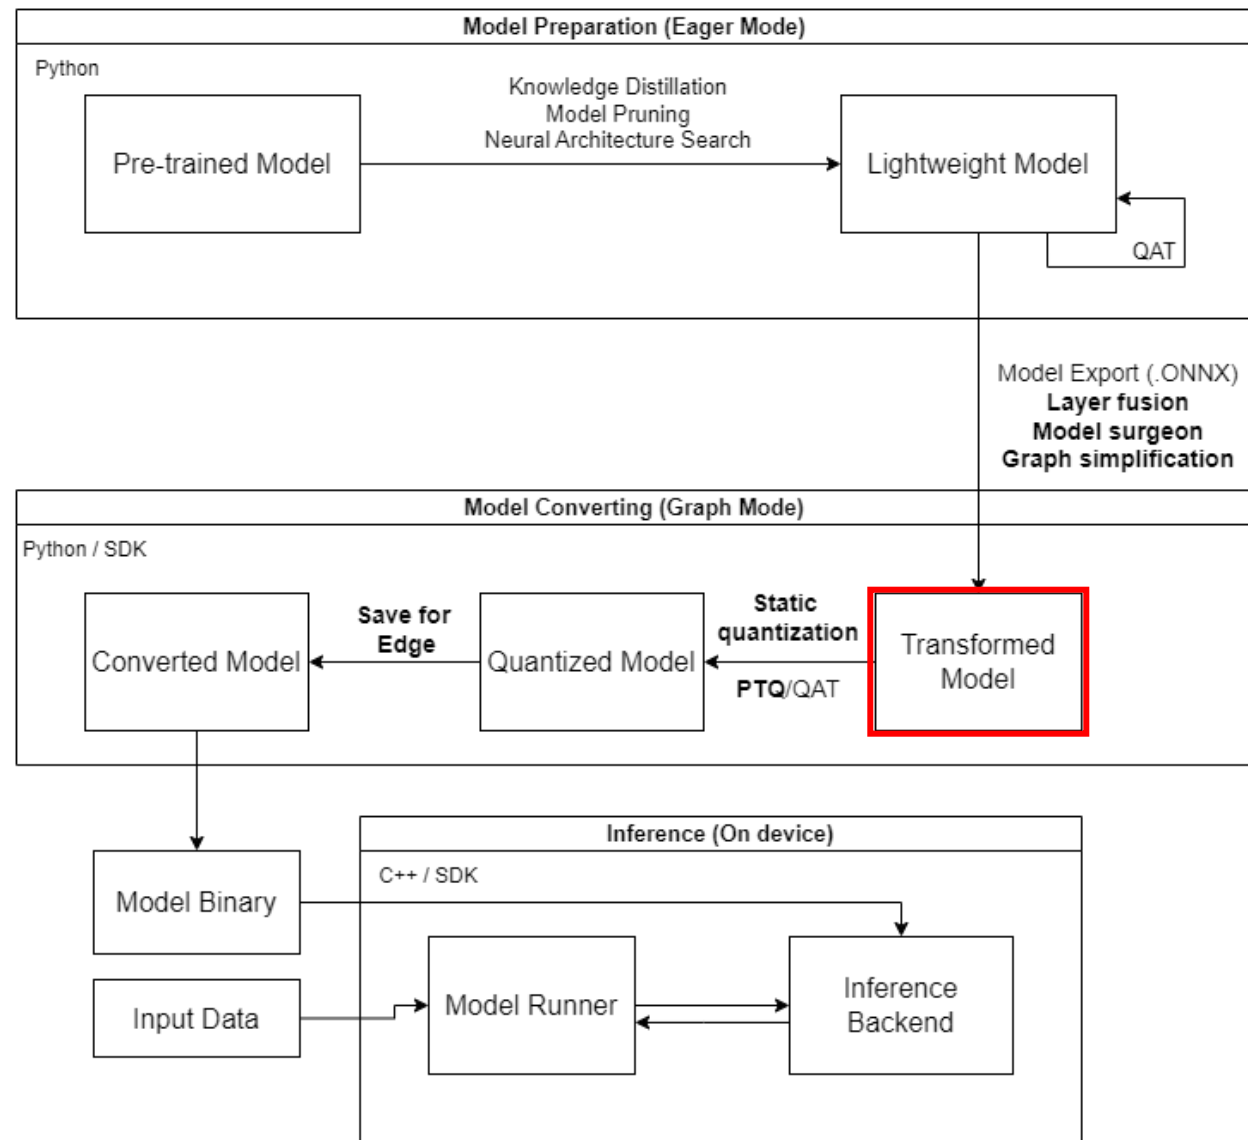 Model Preparation (Eager Mode)
Python
Knowledge Distillation
Model Pruning
Neural Architecture Search
Pre-trained Model
Lightweight Model
QAT
Model Export (.ONNX)
Layer fusion
Model surgeon
Graph simplification
Model Converting (Graph Mode)
Python / SDK
Converted Model
Save for
Edge
Quantized Model
Static
quantization
PTQ/QAT
Transformed
Model
Model Binary
Input Data
Inference (On device)
C++ / SDK
Model Runner
Inference
Backend